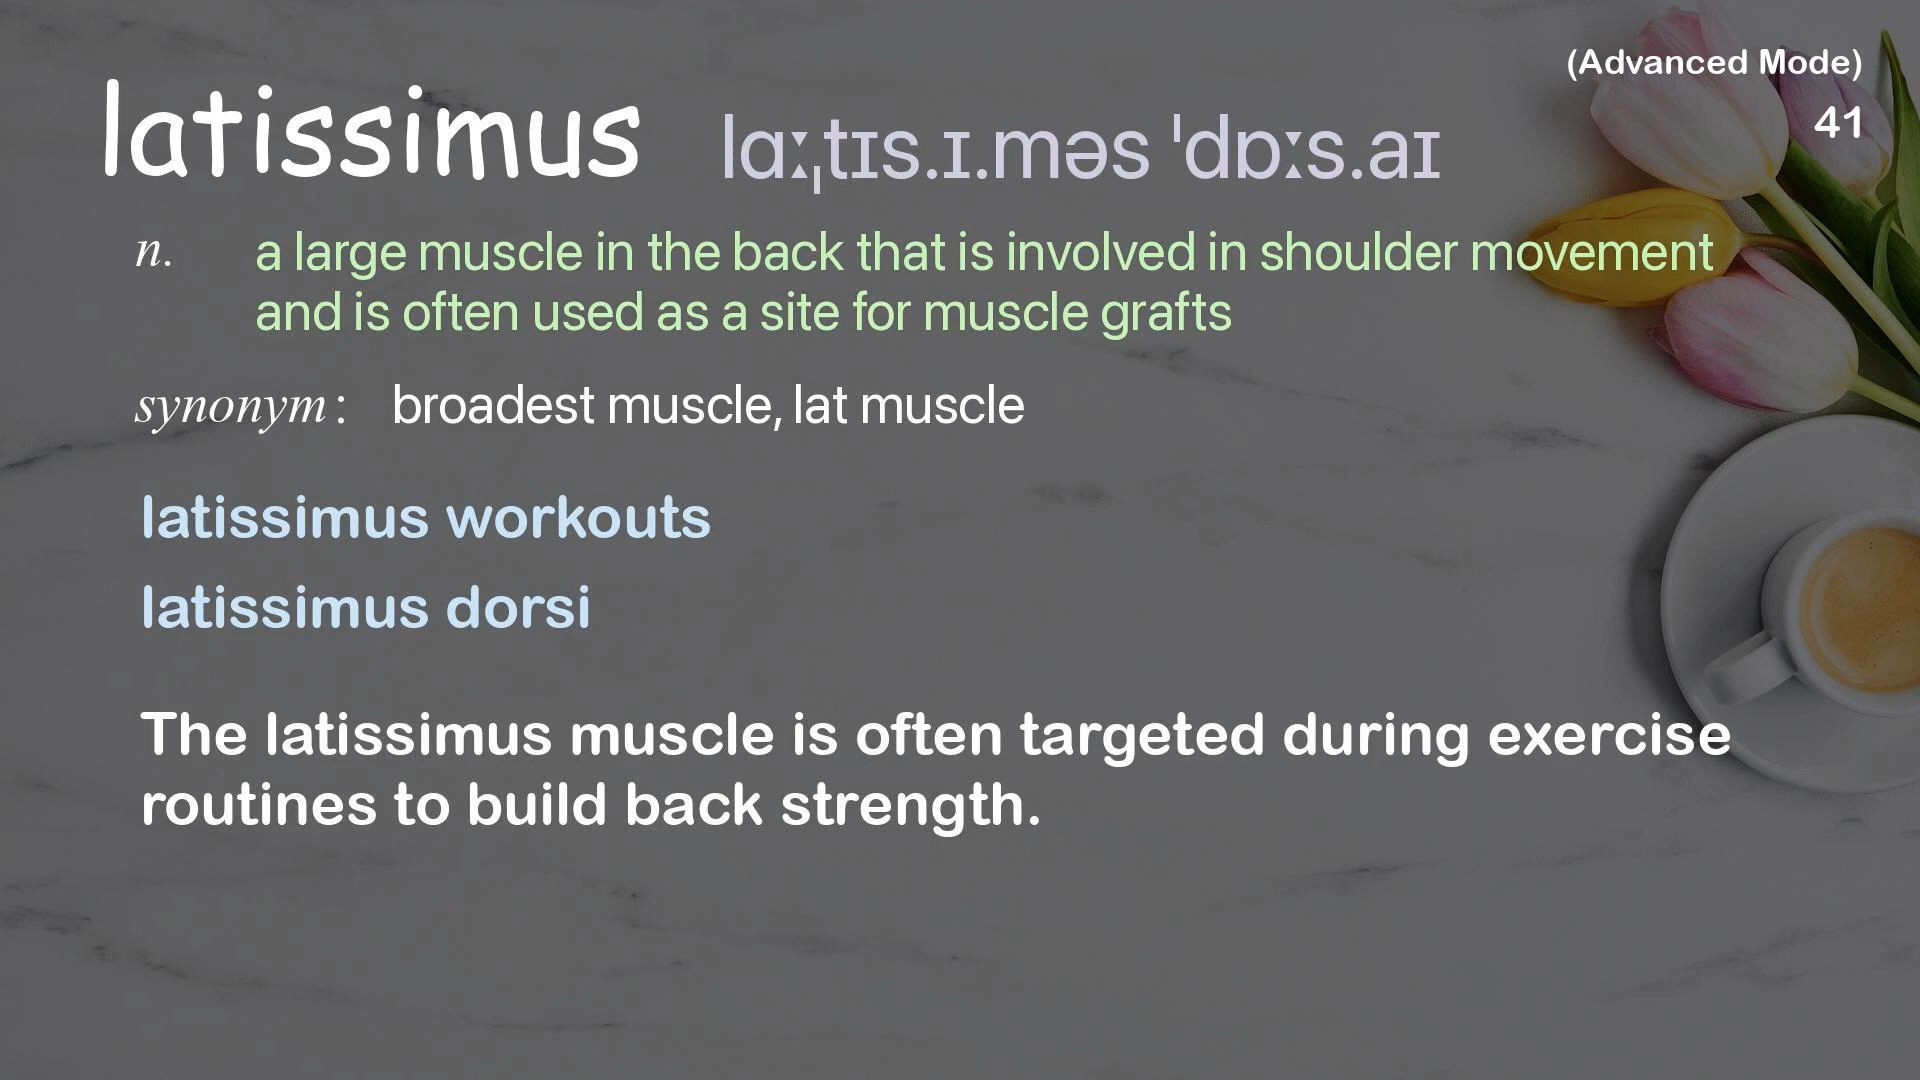 (Advanced Mode)
41
latissimus lɑːˌtɪs.ɪ.məs ˈdɒːs.aɪ
n. a large muscle in the back that is involved in shoulder movement
and is often used as a site for muscle grafts
synonym : broadest muscle, lat muscle
latissimus workouts
latissimus dorsi
The latissimus muscle is often targeted during exercise
routines to build back strength.